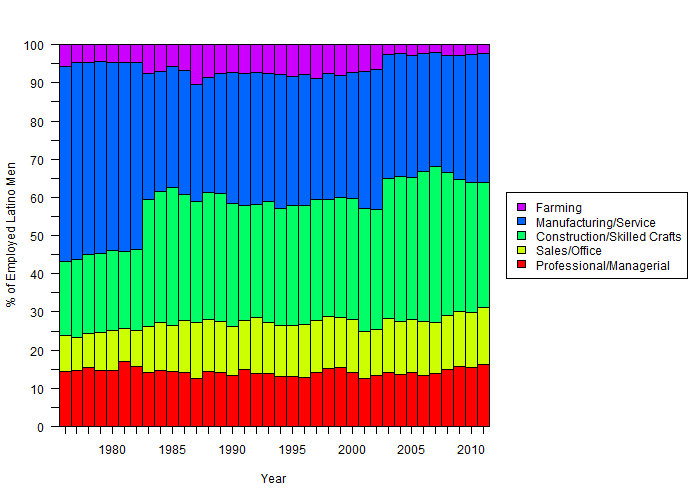 100
90
80
70
60
50
40
30
20
10
0
% of Employed Latino Men
1980 1985 1990 1995 2000 2005 2010
Year
Farming
Manufacturing/Service
Construction/Skilled Crafts
Sales/Office
Professional/Managerial